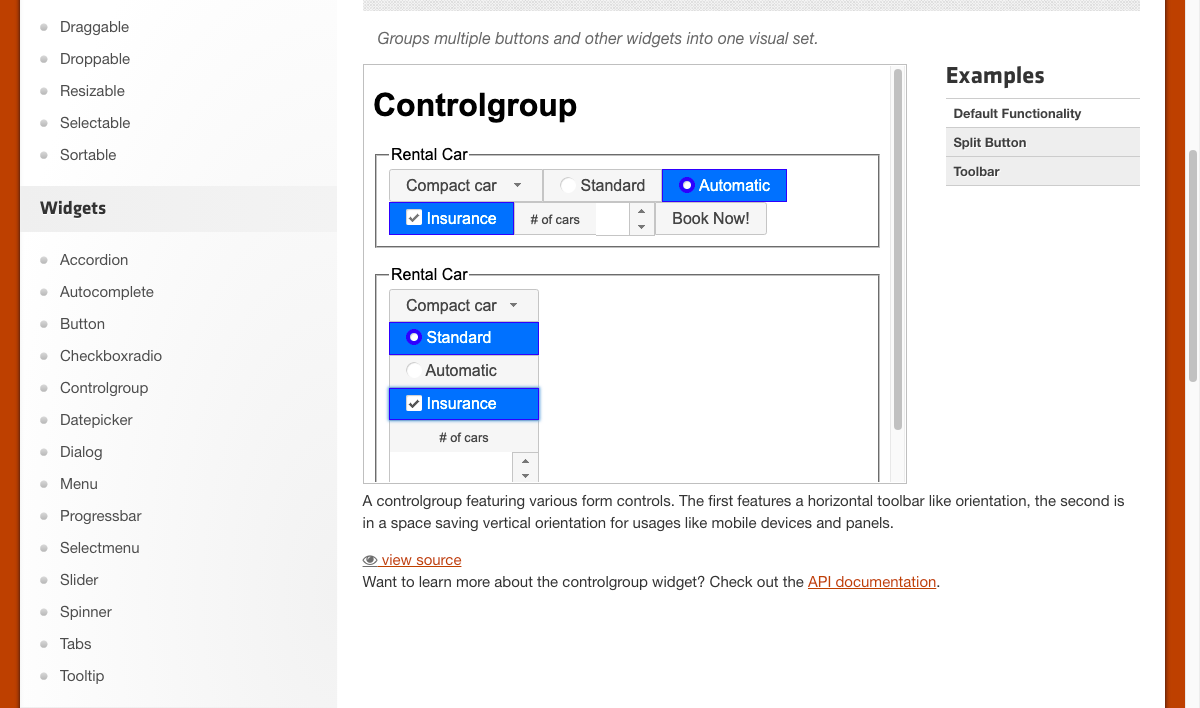 Draggable
Droppable
Resizable
Selectable
Sortable
Widgets
Accordion
Autocomplete
Button
Checkboxradio
Controlgroup
Datepicker
Dialog
Menu
Progressbar
Selectmenu
Slider
Spinner
Tabs
Tooltip
Groups multiple buttons and other widgets into one visual set.
Controlgroup
Rental Car
Compact car Standard Automatic
Insurance # of cars Book Now!
Rental Car
Compact car
Standard
Automatic
Insurance
# of cars
A controlgroup featuring various form controls. The first features a horizontal toolbar like orientation, the second is
in a space saving vertical orientation for usages like mobile devices and panels.
view source
Want to learn more about the controlgroup widget? Check out the API documentation.
Examples
Default Functionality
Split Button
Toolbar